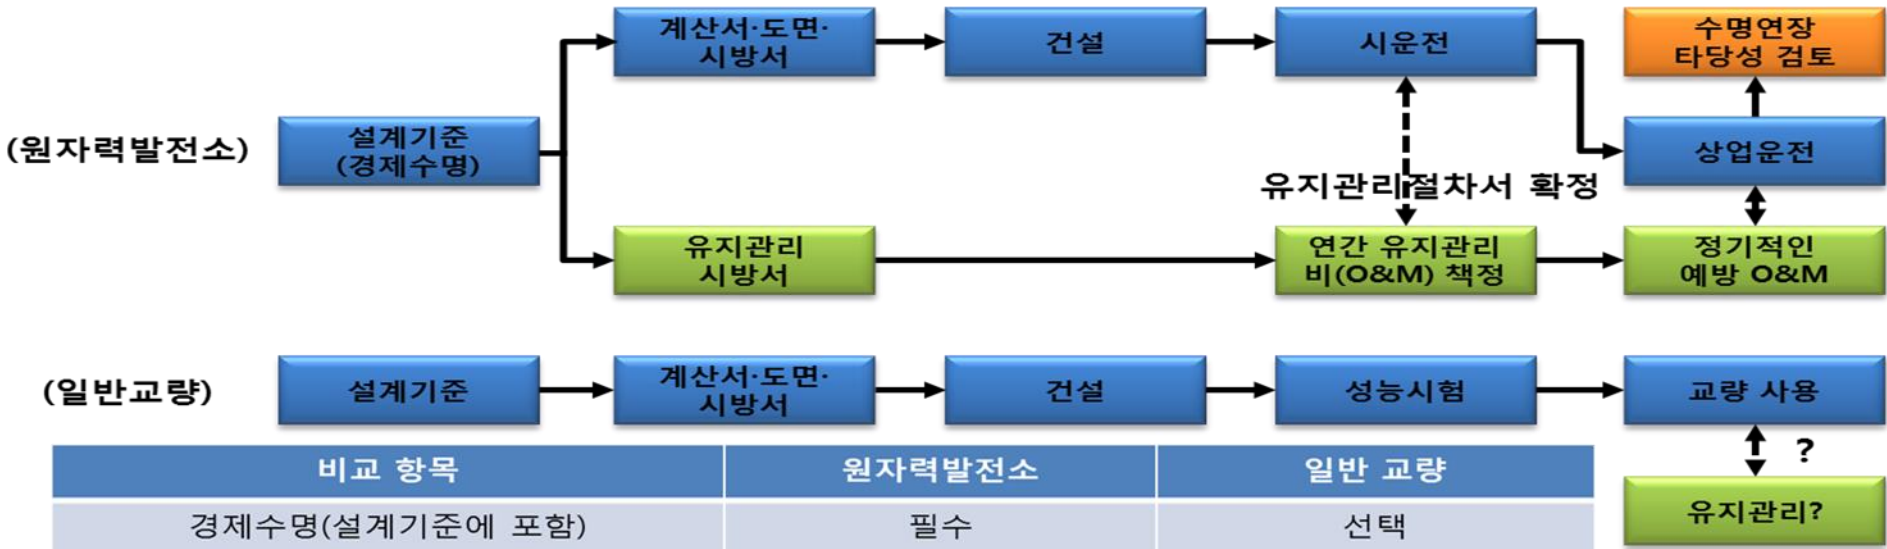 계산서·도면·
시방서
건설
시운전
수명연장
타당성 검토
(원자력발전소)
설계기준
(경제수명)
상업운전
유지관리절차서 확정
유지관리
시방서
연간 유지관리
비(O&M) 책정
정기적인
예방 O&M
(일반교량)
설계기준
계산서·도면·
시방서
건설
성능시험
교량 사용
?
유지관리?
비교 항목 원자력발전소 일반 교량
경제수명(설계기준에 포함) 필수 선택